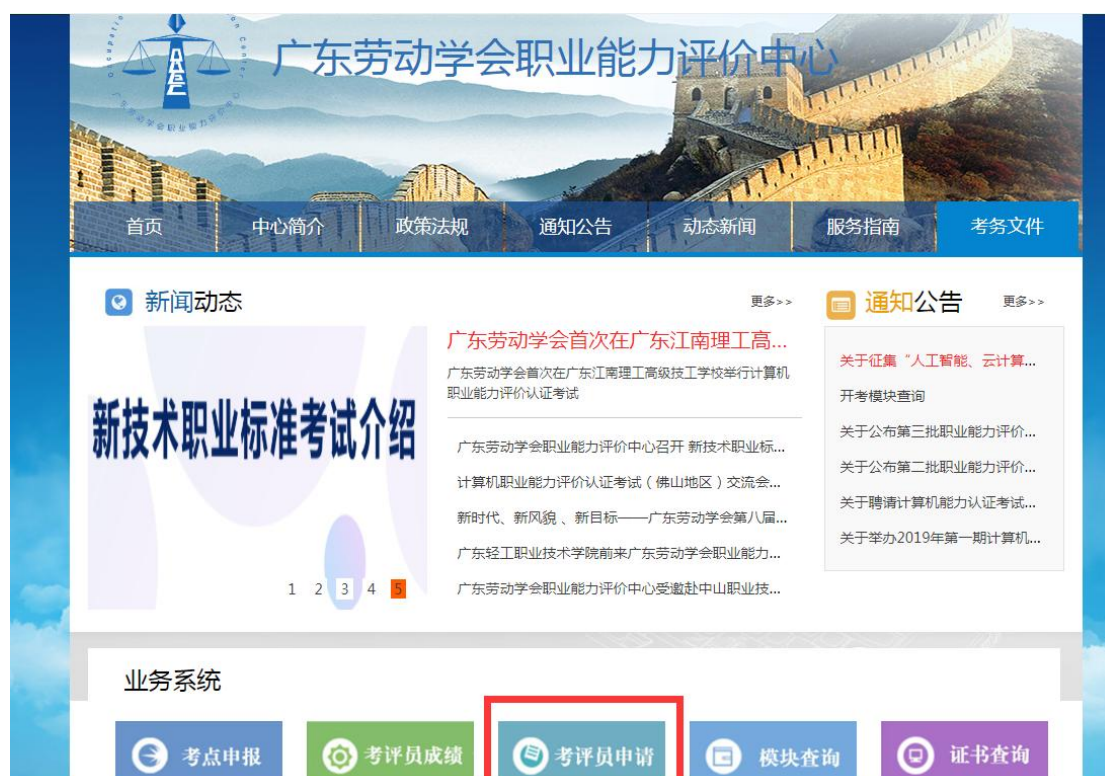 广东劳动学会职业能力评价中心
首页 中心简介 政策法规 通知公告 动态新闻 服务指南 考务文件
新闻动态 更多>>
新技术职业标准考试介绍
1 2 3 4 5
广东劳动学会首次在广东江南理工高...
广东劳动学会首次在广东江南理工高级技工学校举行计算机
职业能力评价认证考试
广东劳动学会职业能力评价中心召开 新技术职业标...
计算机职业能力评价认证考试（佛山地区）交流会...
新时代、新风貌 、新目标——广东劳动学会第八届...
广东轻工职业技术学院前来广东劳动学会职业能力...
广东劳动学会职业能力评价中心受邀赴中山职业技...
通知公告 更多>>
关于征集“人工智能、云计算...
开考模块查询
关于公布第三批职业能力评价...
关于公布第二批职业能力评价...
关于聘请计算机能力认证考试...
关于举办2019年第一期计算机...
业务系统
考点申报 考评员成绩 考评员申请 模块查询 证书查询